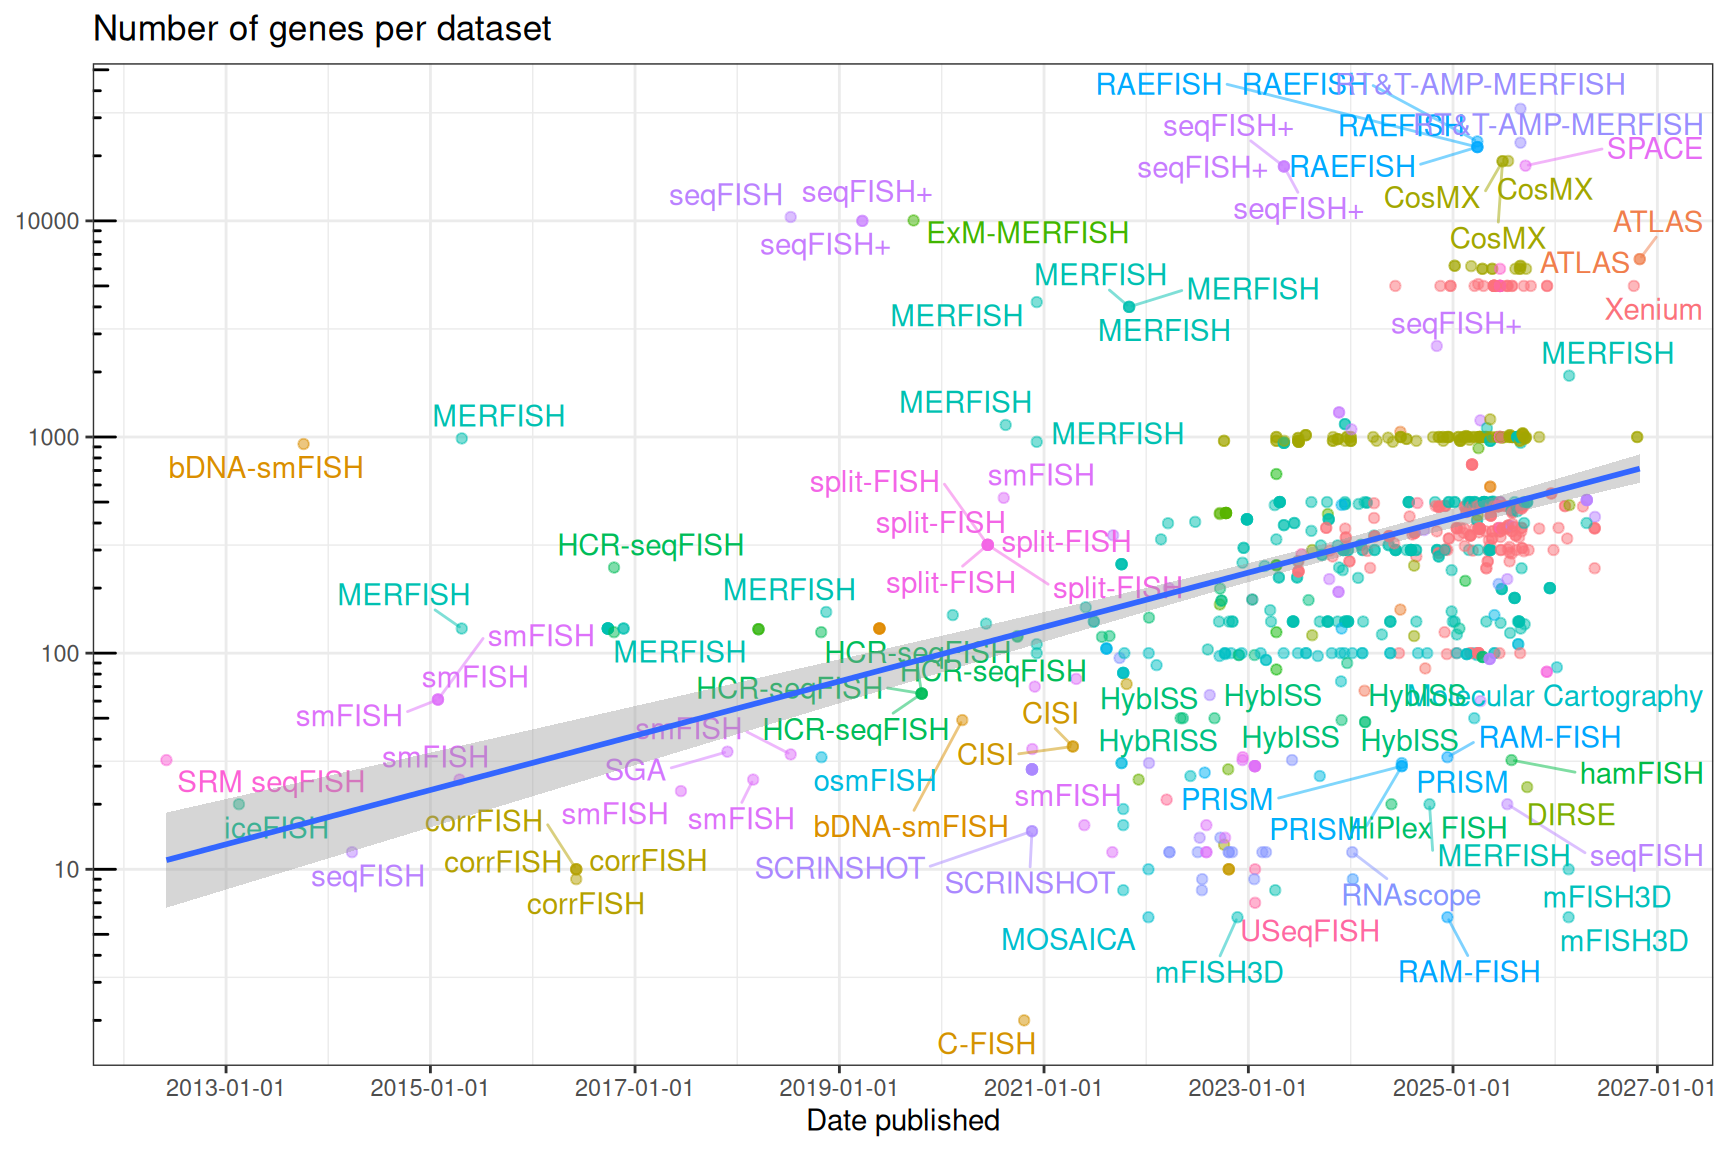 Number of genes per dataset
RAEFISH
RAEFISH
RT&T-AMP-MERFISH
seqFISH+
RAEFISH
RT&T-AMP-MERFISH
SPACE
seqFISH+
RAEFISH
seqFISH
seqFISH+
CosMX
CosMX
seqFISH+
10000
ExM-MERFISH
ATLAS
seqFISH+
CosMX
ATLAS
MERFISH
MERFISH
MERFISH
Xenium
MERFISH
seqFISH+
MERFISH
MERFISH
MERFISH
1000
MERFISH
bDNA-smFISH
split-FISH
smFISH
split-FISH
HCR-seqFISH
split-FISH
MERFISH
MERFISH
split-FISH
split-FISH
smFISH
100
MERFISH
HCR-seqFISH
smFISH
HCR-seqFISH
HCR-seqFISH
smFISH
HybISS
HybISS
HybISS
Molecular Cartography
smFISH
HCR-seqFISH
CISI
HybRISS
HybISS
HybISS
RAM-FISH
smFISH
SGA
CISI
SRM seqFISH
osmFISH
hamFISH
PRISM
smFISH
PRISM
iceFISH
corrFISH
smFISH
smFISH
bDNA-smFISH
PRISM
HiPlex FISH
DIRSE
10
corrFISH
corrFISH
SCRINSHOT
MERFISH
seqFISH
seqFISH
SCRINSHOT
RNAscope
mFISH3D
corrFISH
MOSAICA
USeqFISH
mFISH3D
mFISH3D
RAM-FISH
C-FISH
2013-01-01
2015-01-01
2017-01-01
2019-01-01
2021-01-01
2023-01-01
2025-01-01
2027-01-01
Date published